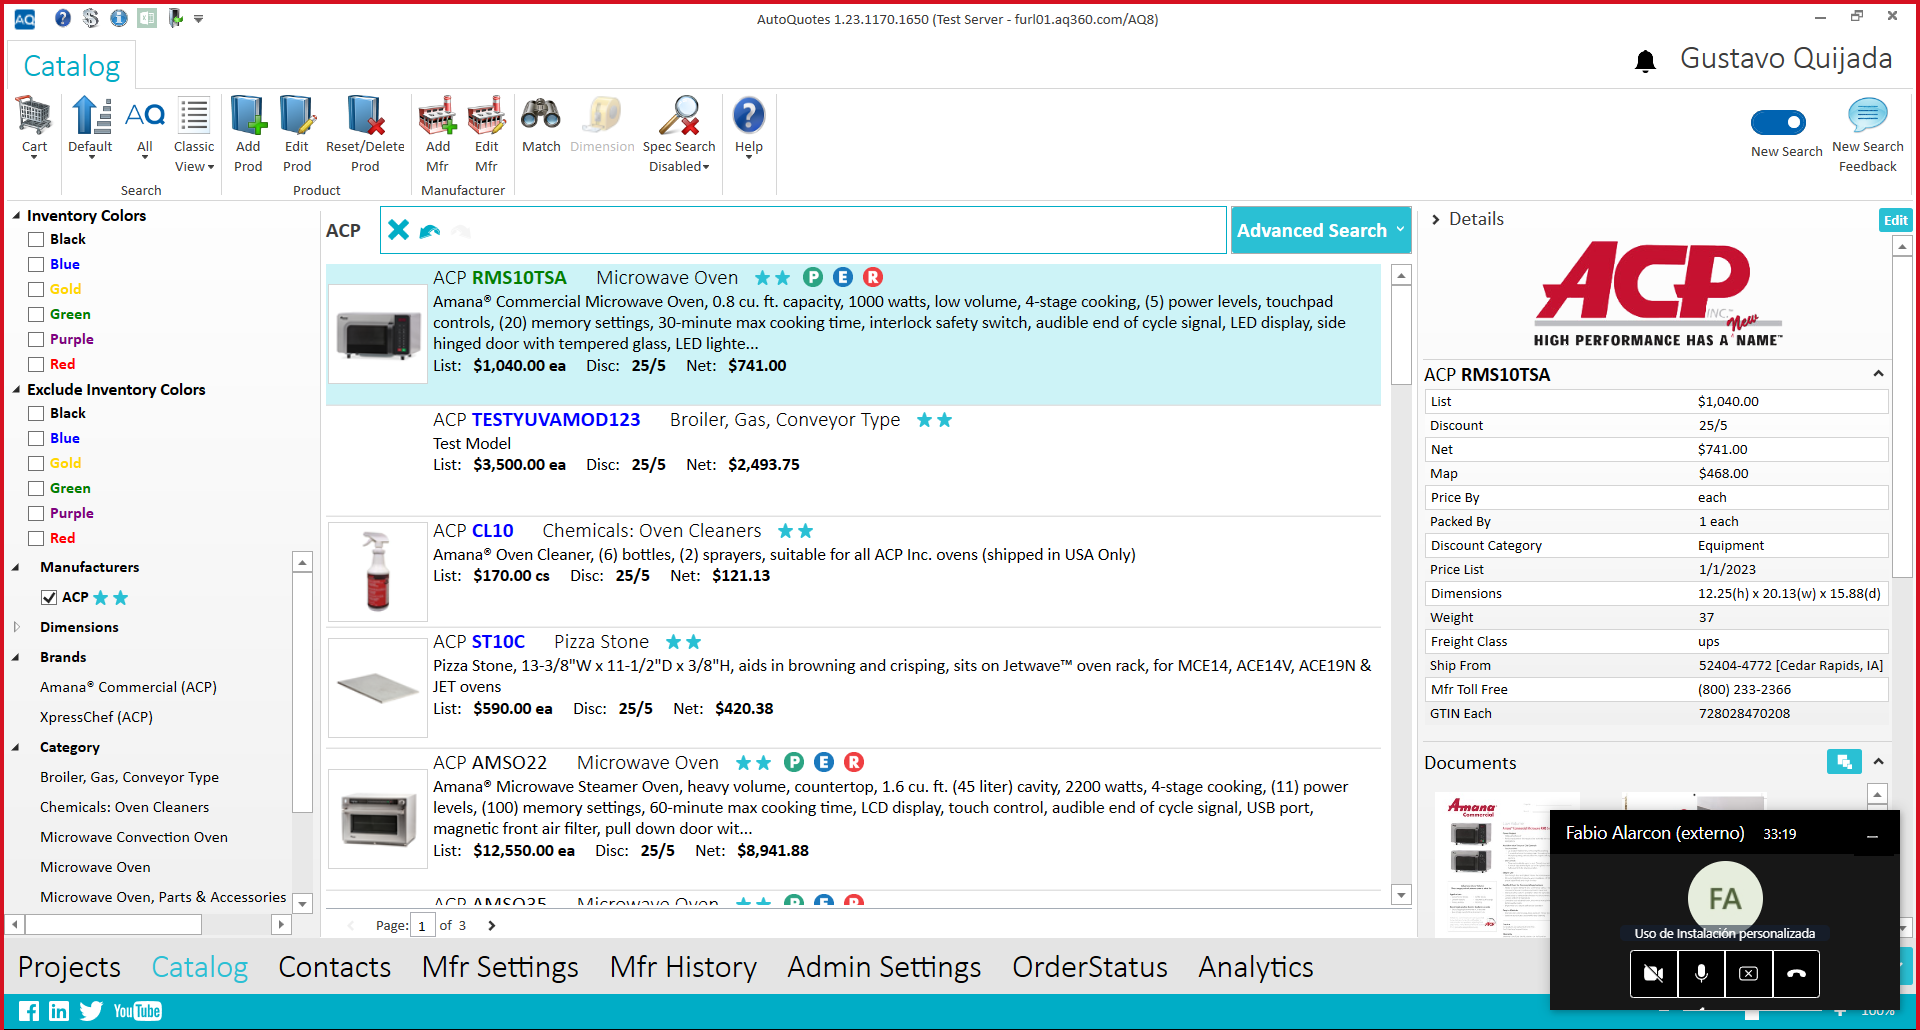 AQ
AutoQuotes 1.23.1170.1650 (Test Server - furl01.aq360.com/AQ8)
Catalog
Gustavo Quijada
Cart
Default
AQ
All
Classic
View
Search
Add
Prod
Edit
Prod
Reset/Delete
Prod
Product
Add
Mfr
Edit
Mfr
Manufacturer
Match
Dimension
Spec Search
Disabled
Help
New Search
New Search
Feedback
Inventory Colors
Black
Blue
Gold
Green
Purple
Red
Exclude Inventory Colors
Black
Blue
Gold
Green
Purple
Red
Manufacturers
ACP
Dimensions
Brands
Amana® Commercial (ACP)
XpressChef (ACP)
Category
Broiler, Gas, Conveyor Type
Chemicals: Oven Cleaners
Microwave Convection Oven
Microwave Oven
Microwave Oven, Parts & Accessories
ACP
Advanced Search
ACP RMS10TSA Microwave Oven P E R
Amana® Commercial Microwave Oven, 0.8 cu. ft. capacity, 1000 watts, low volume, 4-stage cooking, (5) power levels, touchpad
controls, (20) memory settings, 30-minute max cooking time, interlock safety switch, audible end of cycle signal, LED display, side
hinged door with tempered glass, LED lighte...
List: $1,040.00 ea Disc: 25/5 Net: $741.00
ACP TESTYUVAMOD123 Broiler, Gas, Conveyor Type
Test Model
List: $3,500.00 ea Disc: 25/5 Net: $2,493.75
ACP CL10 Chemicals: Oven Cleaners
Amana® Oven Cleaner, (6) bottles, (2) sprayers, suitable for all ACP Inc. ovens (shipped in USA Only)
List: $170.00 cs Disc: 25/5 Net: $121.13
ACP ST10C Pizza Stone
Pizza Stone, 13-3/8"W x 11-1/2"D x 3/8"H, aids in browning and crisping, sits on Jetwave™ oven rack, for MCE14, ACE14V, ACE19N &
JET ovens
List: $590.00 ea Disc: 25/5 Net: $420.38
ACP AMSO22 Microwave Oven P E R
Amana® Microwave Steamer Oven, heavy volume, countertop, 1.6 cu. ft. (45 liter) cavity, 2200 watts, 4-stage cooking, (11) power
levels, (100) memory settings, 60-minute max cooking time, LCD display, touch control, audible end of cycle signal, USB port,
magnetic front air filter, pull down door wit...
List: $12,550.00 ea Disc: 25/5 Net: $8,941.88
ACP AMSO35 Microwave Oven P E R
Page: 1 of 3
Details
Edit
ACP
INC.
New
HIGH PERFORMANCE HAS A NAME™
ACP RMS10TSA
List $1,040.00
Discount 25/5
Net $741.00
Map $468.00
Price By each
Packed By 1 each
Discount Category Equipment
Price List 1/1/2023
Dimensions 12.25(h) x 20.13(w) x 15.88(d)
Weight 37
Freight Class ups
Ship From 52404-4772 [Cedar Rapids, IA]
Mfr Toll Free (800) 233-2366
GTIN Each 728028470208
Documents
Amana
Commercial
ACP
Fabio Alarcon (externo) 33:19
FA
Uso de Instalación personalizada
Projects
Catalog
Contacts
Mfr Settings
Mfr History
Admin Settings
OrderStatus
Analytics
YouTube
100%